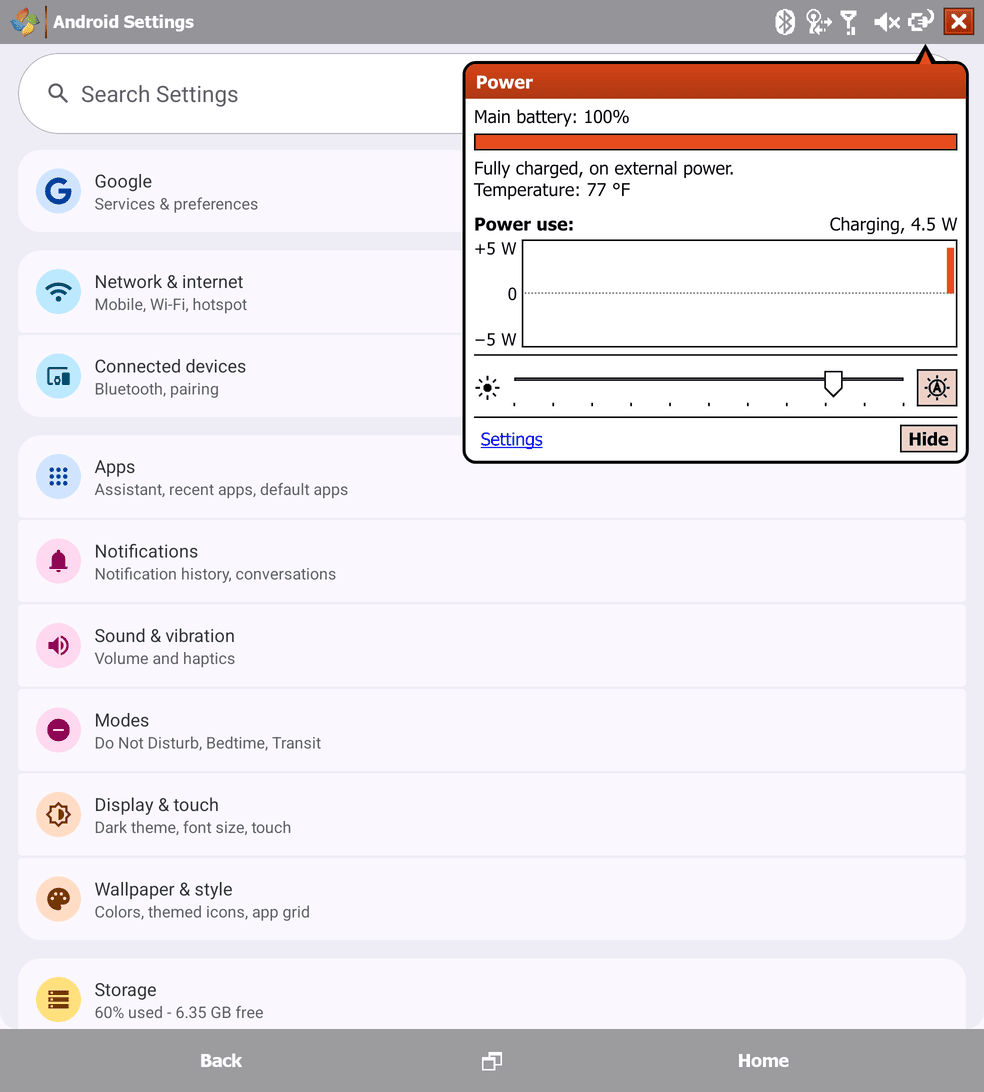 Android Settings
Search Settings
Google
Services & preferences
Network & internet
Mobile, Wi-Fi, hotspot
Connected devices
Bluetooth, pairing
Apps
Assistant, recent apps, default apps
Notifications
Notification history, conversations
Sound & vibration
Volume and haptics
Modes
Do Not Disturb, Bedtime, Transit
Display & touch
Dark theme, font size, touch
Wallpaper & style
Colors, themed icons, app grid
Storage
60% used - 6.35 GB free
Power
Main battery: 100%
Fully charged, on external power.
Temperature: 77 °F
Power use: Charging, 4.5 W
+5 W
0
−5 W
A
Settings Hide
Back Home